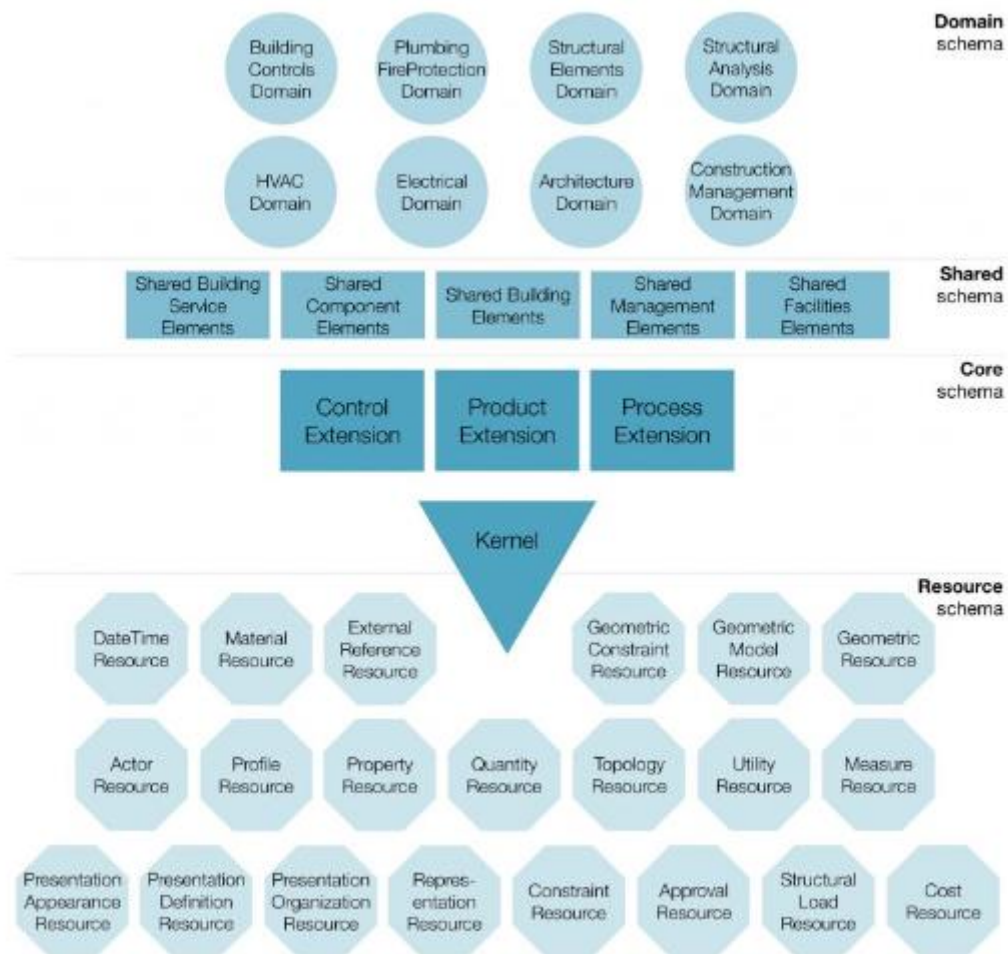 Domain
schema
Building
Controls
Domain
Plumbing
FireProtection
Domain
Structural
Elements
Domain
Structural
Analysis
Domain
HVAC
Domain
Electrical
Domain
Architecture
Domain
Construction
Management
Domain
Shared
schema
Shared Building
Service
Elements
Shared
Component
Elements
Shared Building
Elements
Shared
Management
Elements
Shared
Facilities
Elements
Core
schema
Control
Extension
Product
Extension
Process
Extension
Kernel
Resource
schema
DateTime
Resource
Material
Resource
External
Reference
Resource
Geometric
Constraint
Resource
Geometric
Model
Resource
Geometric
Resource
Actor
Resource
Profile
Resource
Property
Resource
Quantity
Resource
Topology
Resource
Utility
Resource
Measure
Resource
Presentation
Appearance
Resource
Presentation
Definition
Resource
Presentation
Organization
Resource
Repres-
entation
Resource
Constraint
Resource
Approval
Resource
Structural
Load
Resource
Cost
Resource